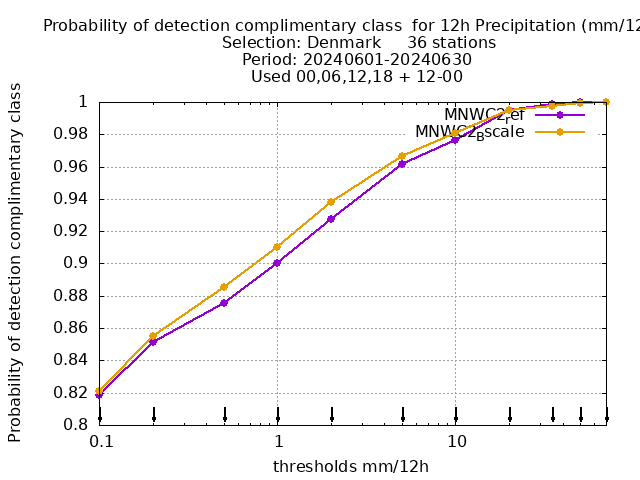 Probability of detection complimentary class  for 12h Precipitation (mm/12
Selection: Denmark     36 stations
Period: 20240601-20240630
Used 00,06,12,18 + 12-00
Probability of detection complimentary class
1
0.98
0.96
0.94
0.92
0.9
0.88
0.86
0.84
0.82
0.8
MNWC2ref
MNWC2Bscale
0.1
1
10
thresholds mm/12h